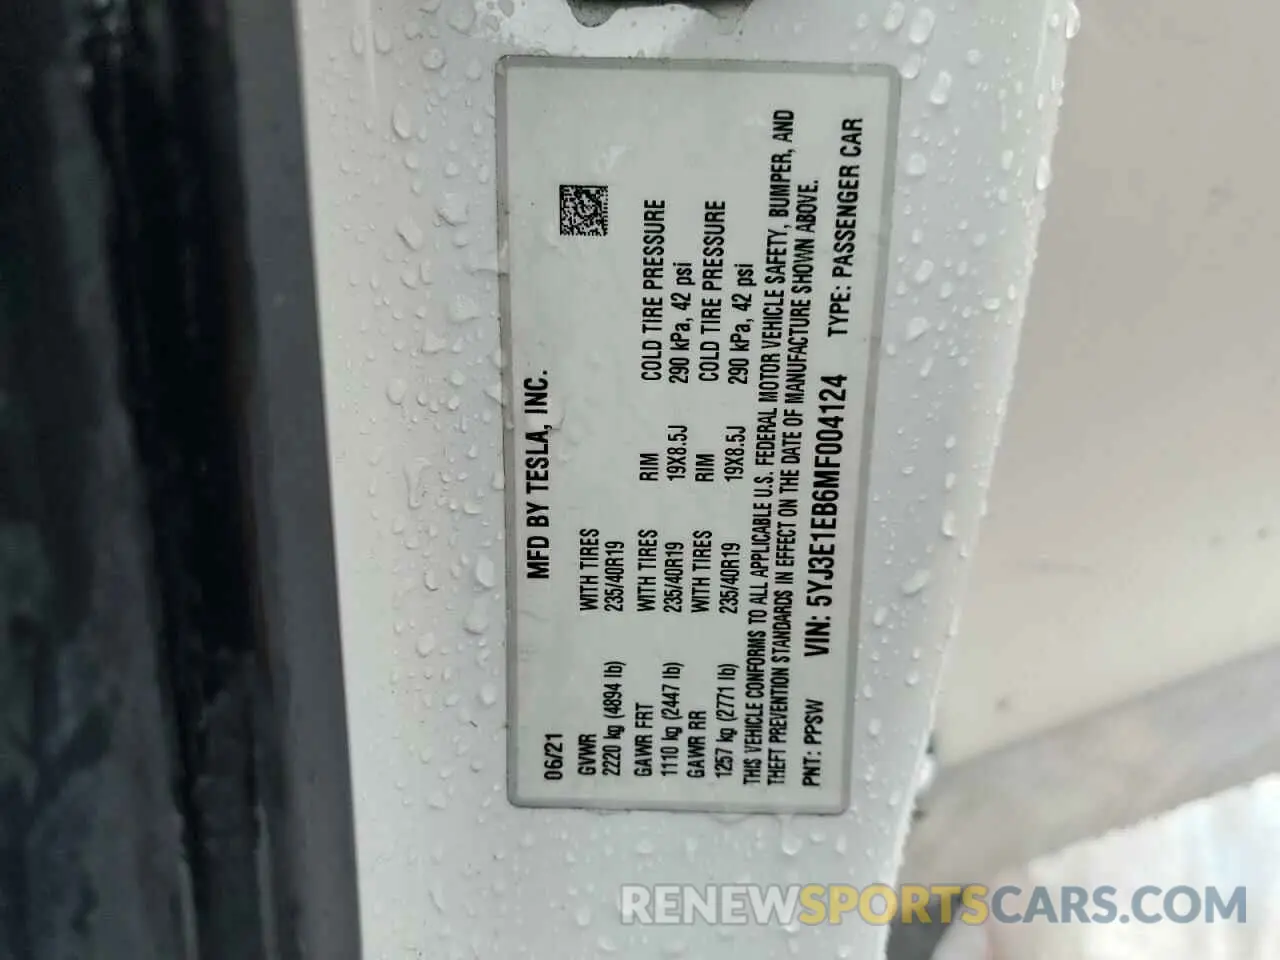 MFD BY TESLA, INC.
06/21
GVWR WITH TIRES
2220 kg (4894 lb) 235/40R19
GAWR FRT WITH TIRES RIM COLD TIRE PRESSURE
1110 kg (2447 lb) 235/40R19 19X8.5J 290 kPa, 42 psi
GAWR RR WITH TIRES RIM COLD TIRE PRESSURE
1257 kg (2771 lb) 235/40R19 19X8.5J 290 kPa, 42 psi
THIS VEHICLE CONFORMS TO ALL APPLICABLE U.S. FEDERAL MOTOR VEHICLE SAFETY, BUMPER, AND
THEFT PREVENTION STANDARDS IN EFFECT ON THE DATE OF MANUFACTURE SHOWN ABOVE.
PNT: PPSW VIN: 5YJ3E1EB6MF004124 TYPE: PASSENGER CAR
RENEWSPORTSCARS.COM